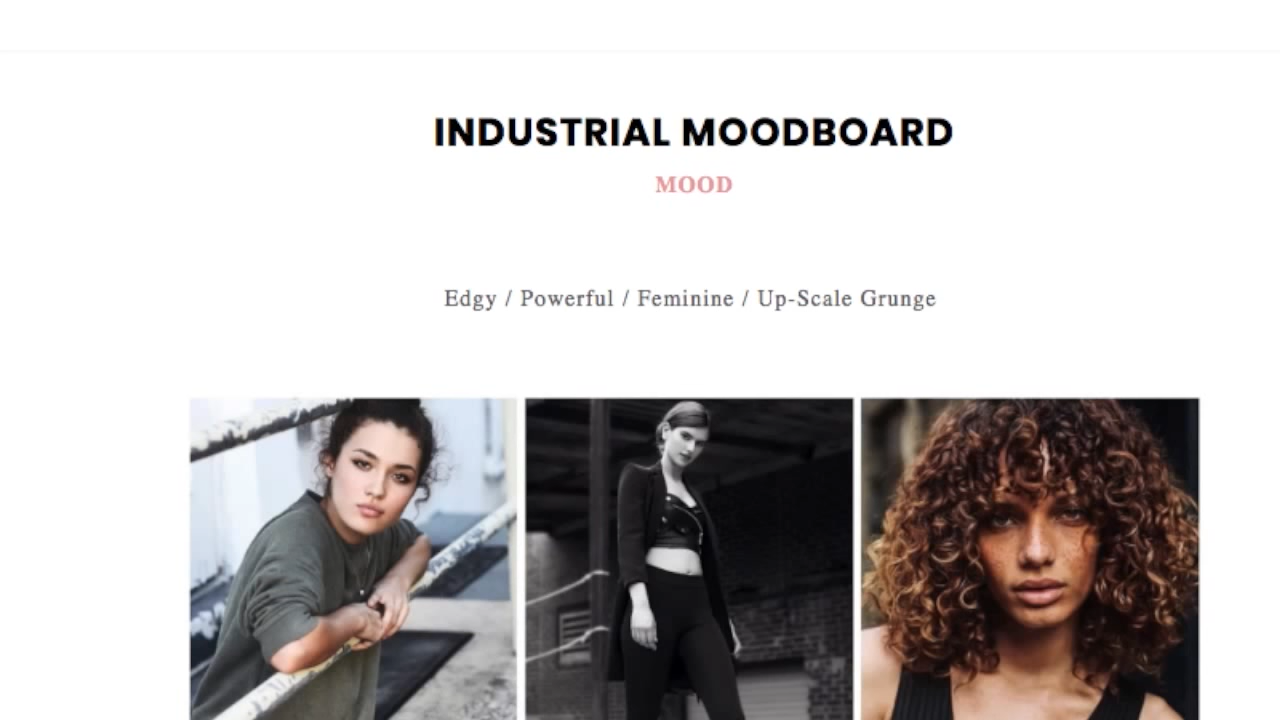 INDUSTRIAL MOODBOARD
MOOD
Edgy / Powerful / Feminine / Up-Scale Grunge